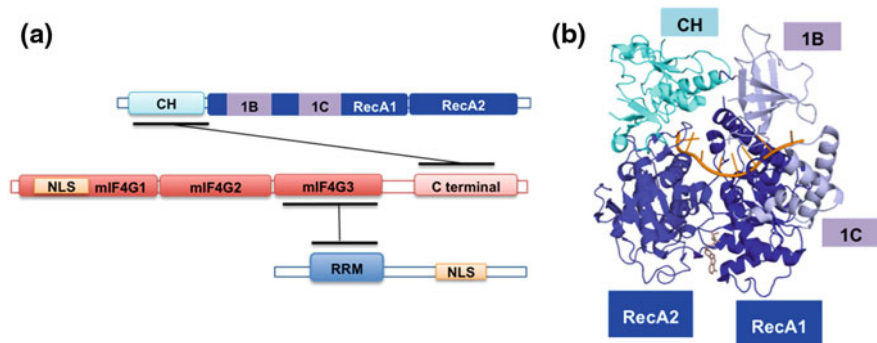 (a)
CH 1B 1C RecA1 RecA2
NLS mIF4G1 mIF4G2 mIF4G3 C terminal
RRM NLS
(b)
CH
1B
1C
RecA2
RecA1